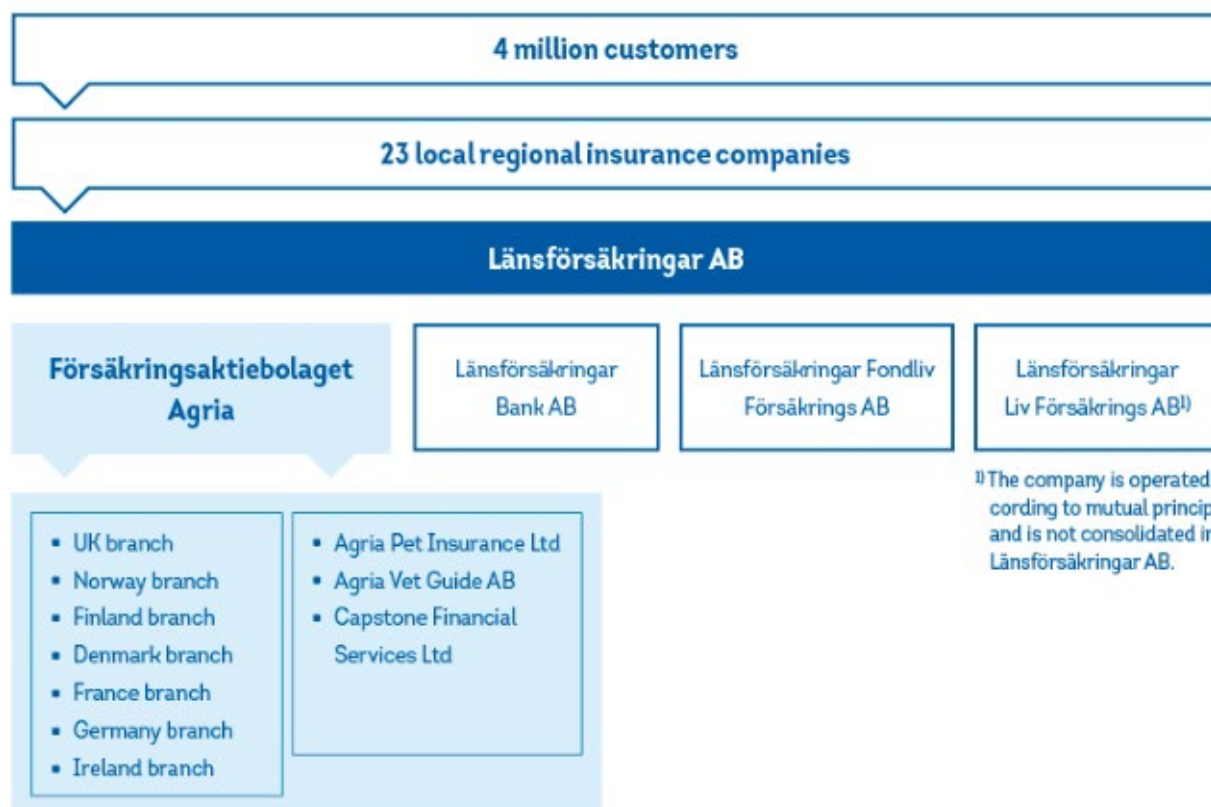 4 million customers
23 local regional insurance companies
Länsförsäkringar AB
Försäkringsaktiebolaget
Agria
Länsförsäkringar
Bank AB
Länsförsäkringar Fondliv
Försäkrings AB
Länsförsäkringar
Liv Försäkrings AB¹⁾
¹⁾ The company is operated
cording to mutual
and is not consolidated
Länsförsäkringar AB.
▪ UK branch
▪ Norway branch
▪ Finland branch
▪ Denmark branch
▪ France branch
▪ Germany branch
▪ Ireland branch
▪ Agria Pet Insurance Ltd
▪ Agria Vet Guide AB
▪ Capstone Financial
Services Ltd